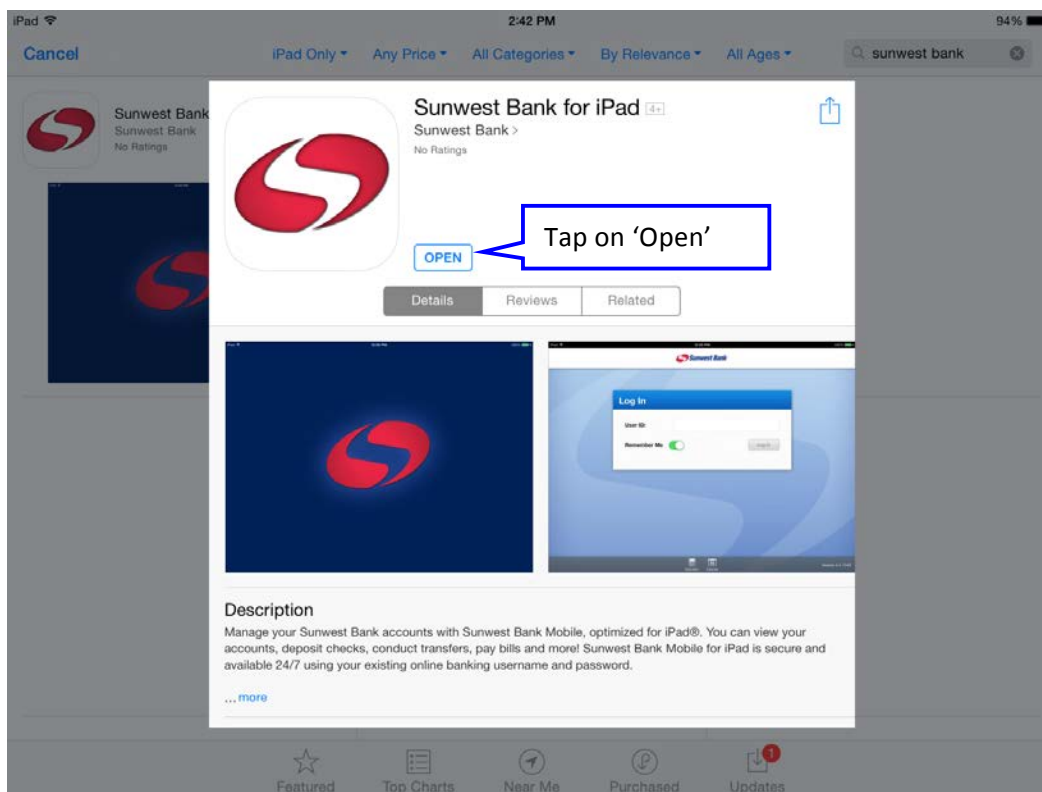 iPad 2:42 PM 94%
Cancel iPad Only Any Price All Categories By Relevance All Ages sunwest bank
Sunwest Bank
Sunwest Bank
No Ratings
Sunwest Bank for iPad 4+
Sunwest Bank >
No Ratings
Tap on ‘Open’
OPEN
Details Reviews Related
Sunwest Bank
Log In
User ID:
Remember Me Log In
Description
Manage your Sunwest Bank accounts with Sunwest Bank Mobile, optimized for iPad®. You can view your
accounts, deposit checks, conduct transfers, pay bills and more! Sunwest Bank Mobile for iPad is secure and
available 24/7 using your existing online banking username and password.
...more
1
Featured Top Charts Near Me Purchased Updates